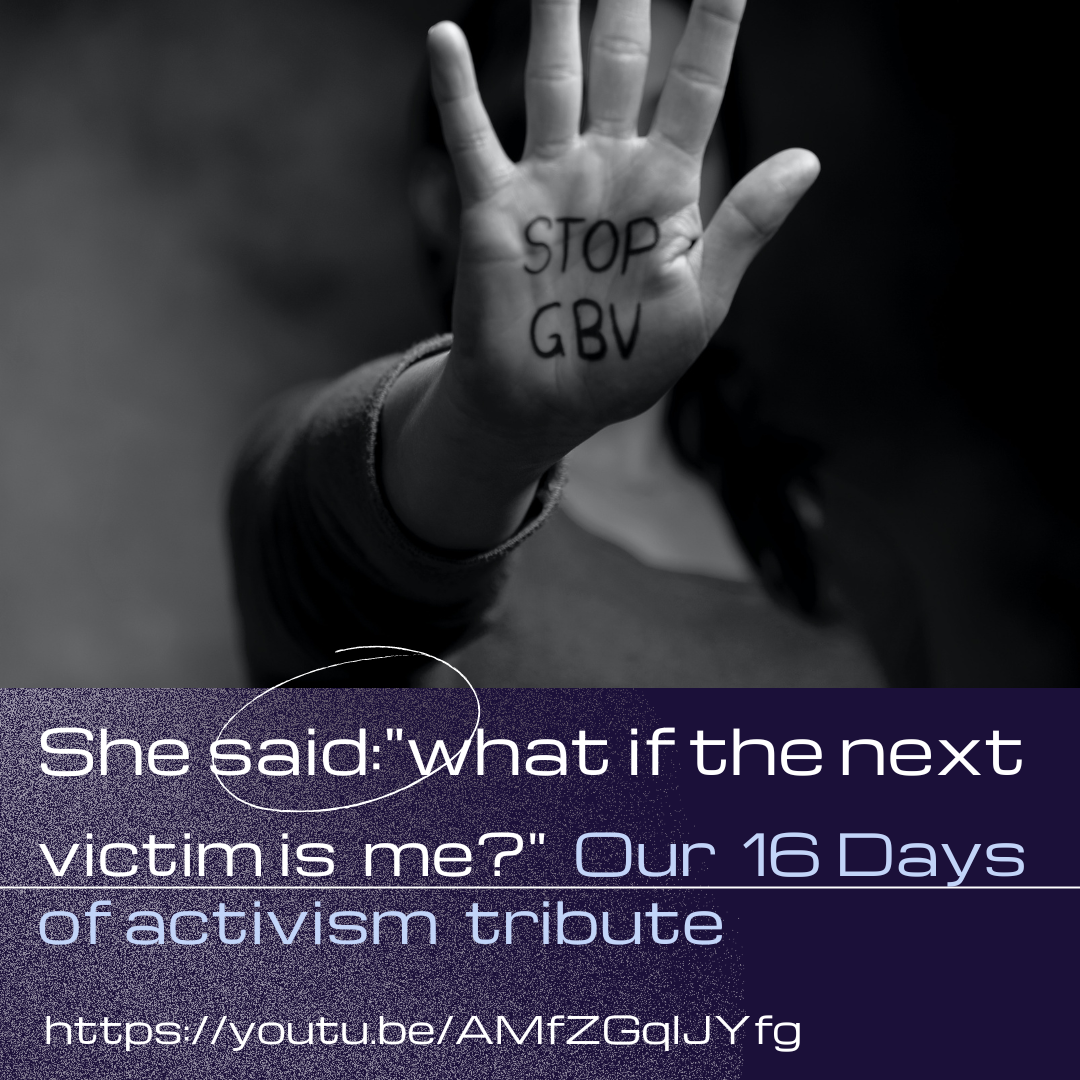 STOP
GBV
She said:"what if the next
victim is me?" Our 16 Days
of activism tribute
https://youtu.be/AMfZGqlJYfg